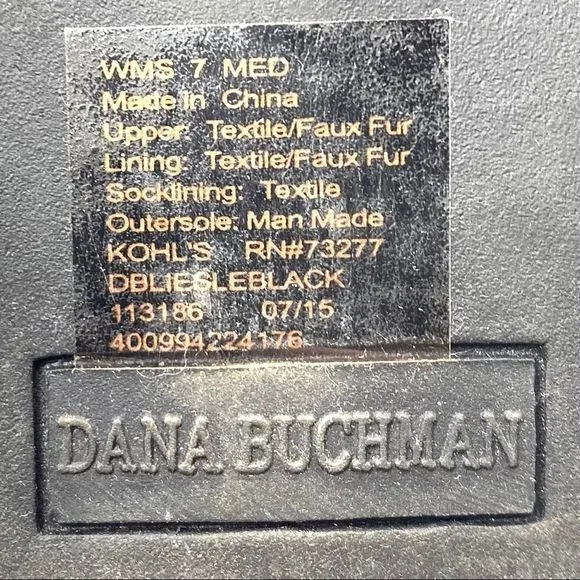 WMS 7 MED
Made in China
Upper: Textile/Faux Fur
Lining: Textile/Faux Fur
Socklining: Textile
Outersole: Man Made
KOHL'S RN#73277
DBLIESLEBLACK
113186 07/15
400994224176
DANA BUCHMAN